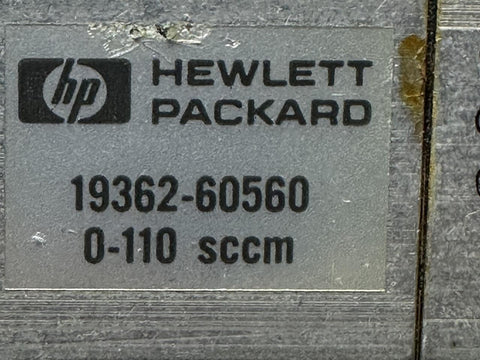 hp HEWLETT
PACKARD
19362-60560
0-110 sccm